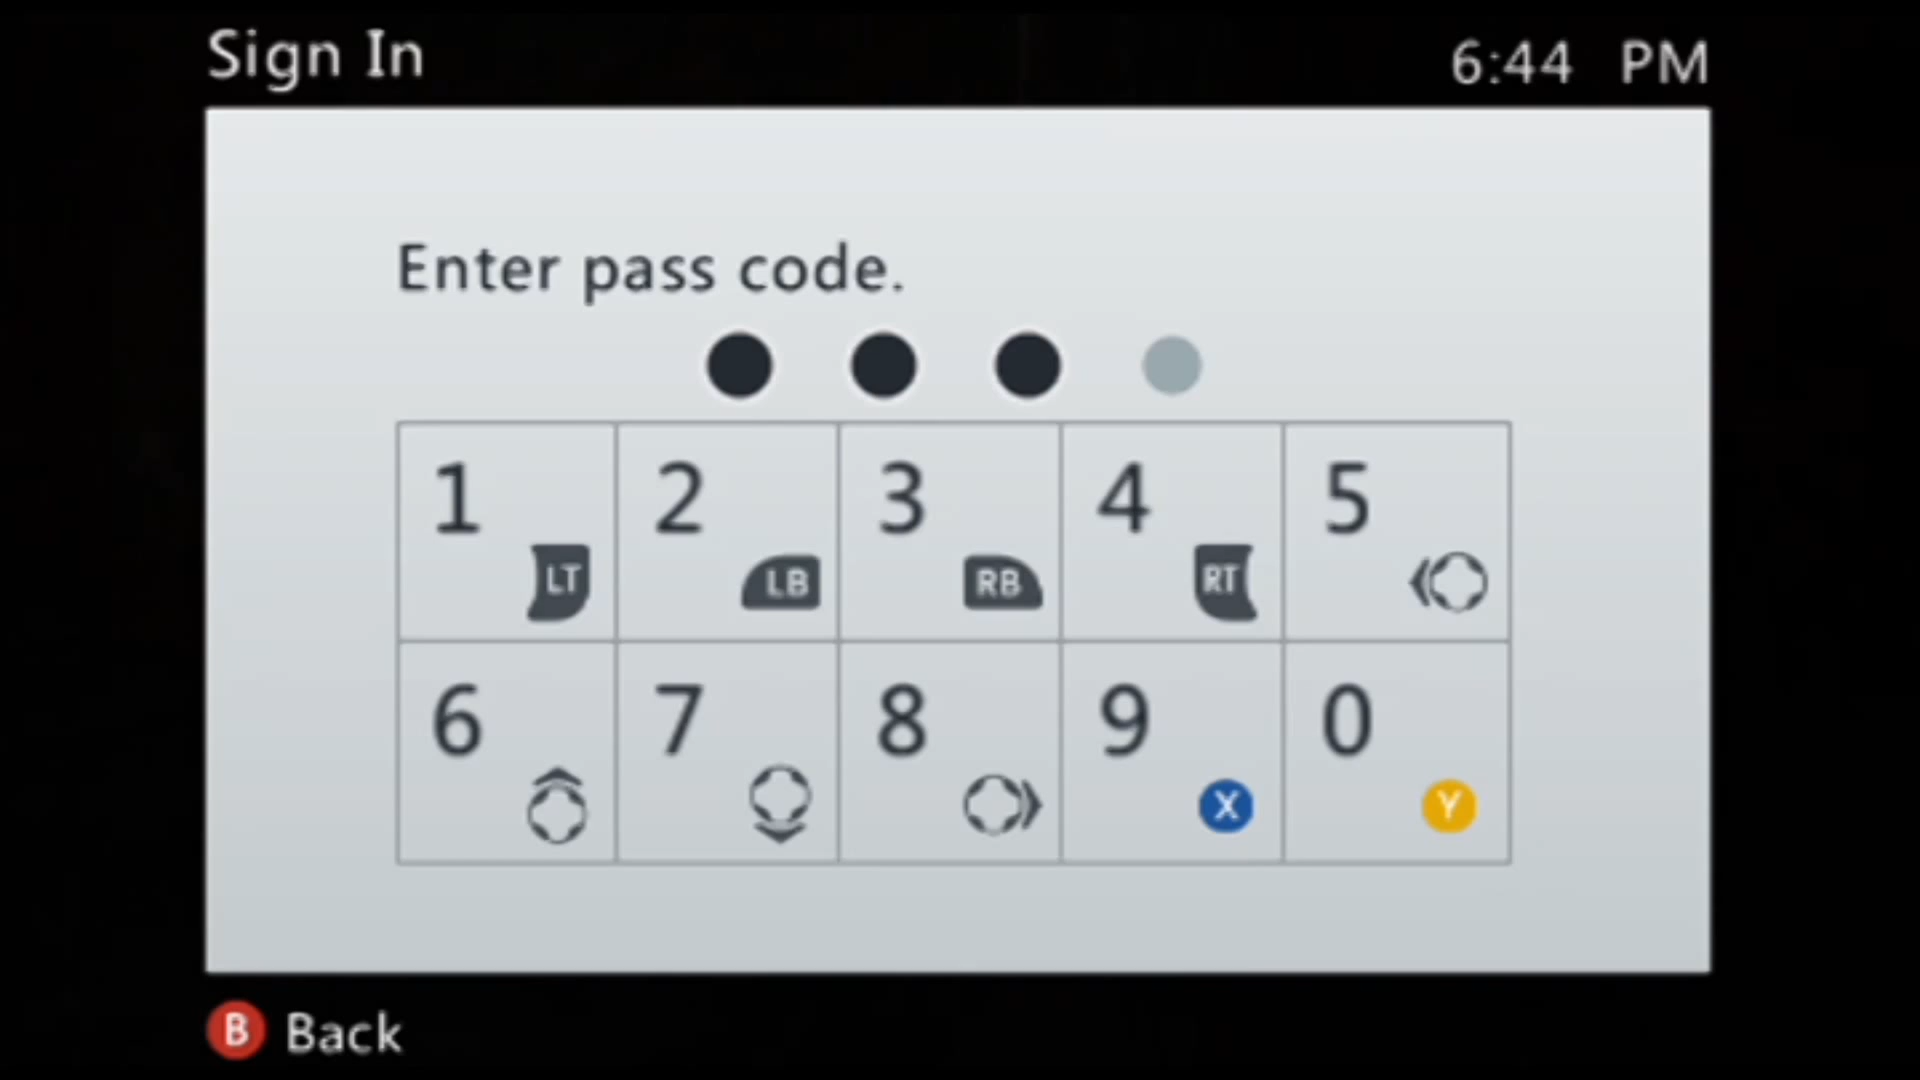 Sign In
6:44 PM
Enter pass code.
1 2 3 4 5
LT LB RB RT
6 7 8 9 0
X Y
B Back